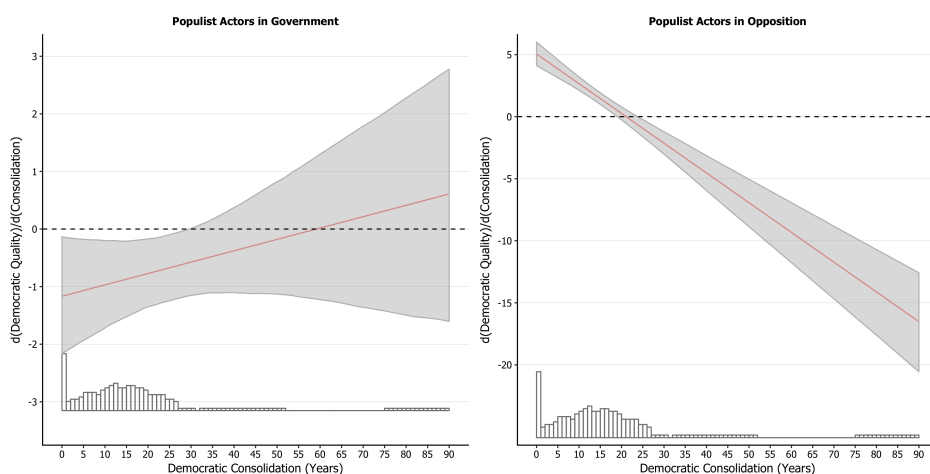 Populist Actors in Government
d(Democratic Quality)/d(Consolidation)
3
2
1
0
-1
-2
-3
0 5 10 15 20 25 30 35 40 45 50 55 60 65 70 75 80 85 90
Democratic Consolidation (Years)
Populist Actors in Opposition
d(Democratic Quality)/d(Consolidation)
5
0
-5
-10
-15
-20
0 5 10 15 20 25 30 35 40 45 50 55 60 65 70 75 80 85 90
Democratic Consolidation (Years)